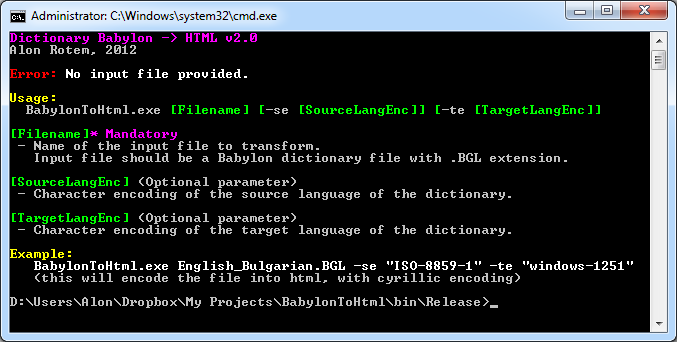 Administrator: C:\Windows\system32\cmd.exe
Dictionary Babylon -> HTML v2.0
Alon Rotem, 2012
Error: No input file provided.
Usage:
BabylonToHtml.exe [Filename] [-se [SourceLangEnc]] [-te [TargetLangEnc]]
[Filename]* Mandatory
- Name of the input file to transform.
Input file should be a Babylon dictionary file with .BGL extension.
[SourceLangEnc] (Optional parameter)
- Character encoding of the source language of the dictionary.
[TargetLangEnc] (Optional parameter)
- Character encoding of the target language of the dictionary.
Example:
BabylonToHtml.exe English_Bulgarian.BGL -se "ISO-8859-1" -te "windows-1251"
(this will encode the file into html, with cyrillic encoding)
D:\Users\Alon\Dropbox\My Projects\BabylonToHtml\bin\Release>_